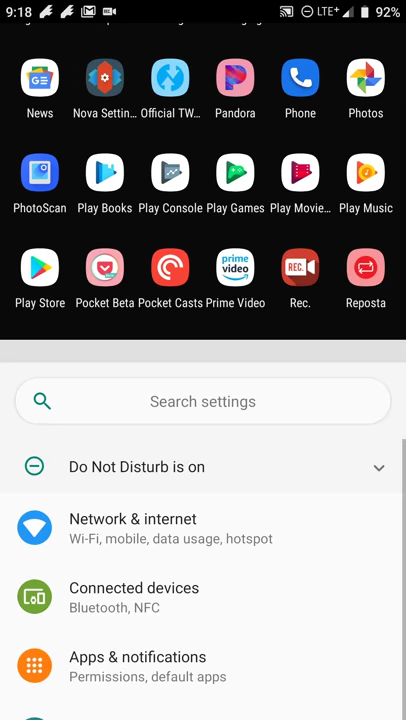 9:18 LTE+ 92%
News Nova Settin... Official TW... Pandora Phone Photos
PhotoScan Play Books Play Console Play Games Play Movie... Play Music
prime video REC.
Play Store Pocket Beta Pocket Casts Prime Video Rec. Reposta
Search settings
Do Not Disturb is on
Network & internet
Wi-Fi, mobile, data usage, hotspot
Connected devices
Bluetooth, NFC
Apps & notifications
Permissions, default apps